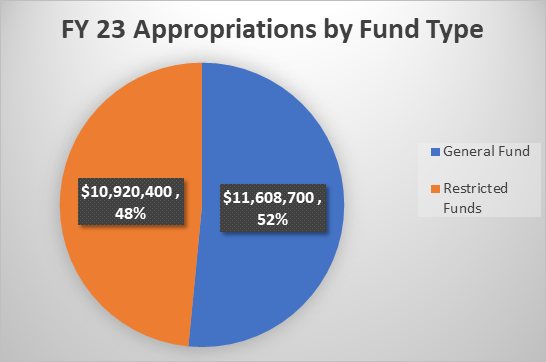 FY 23 Appropriations by Fund Type
$10,920,400 ,
48%
$11,608,700 ,
52%
General Fund
Restricted
Funds